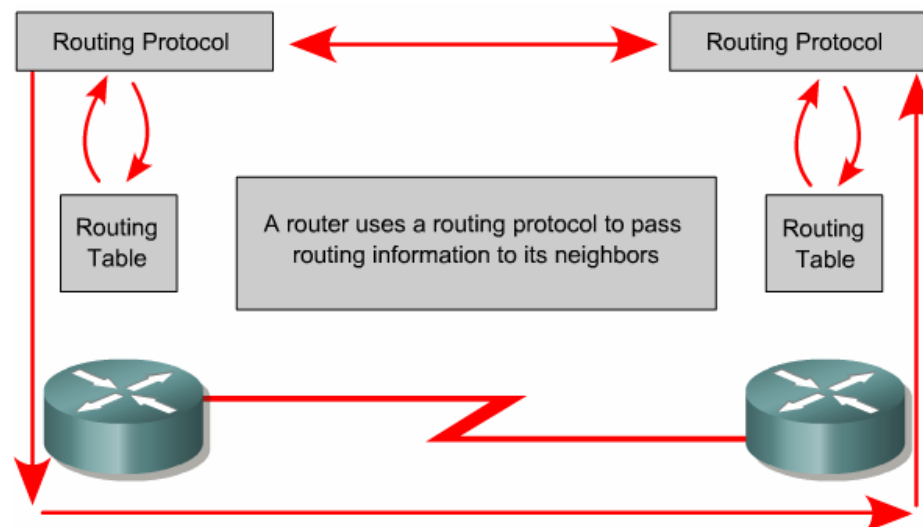 Routing Protocol
Routing Protocol
Routing
Table
A router uses a routing protocol to pass
routing information to its neighbors
Routing
Table